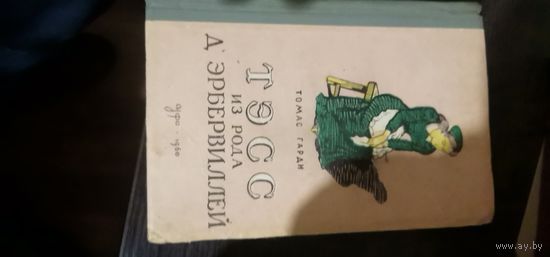 ТОМАС ГАРДИ
ТЭСС
ИЗ РОДА
Д'ЭРБЕРВИЛЛЕЙ
уфа · 1960
www.ay.by